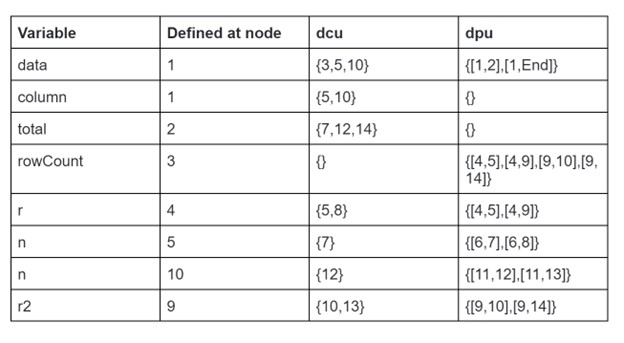 Variable Defined at node dcu dpu
data 1 {3,5,10} {[1,2],[1,End]}
column 1 {5,10} {}
total 2 {7,12,14} {}
rowCount 3 {} {[4,5],[4,9],[9,10],[9,
14]}
r 4 {5,8} {[4,5],[4,9]}
n 5 {7} {[6,7],[6,8]}
n 10 {12} {[11,12],[11,13]}
r2 9 {10,13} {[9,10],[9,14]}